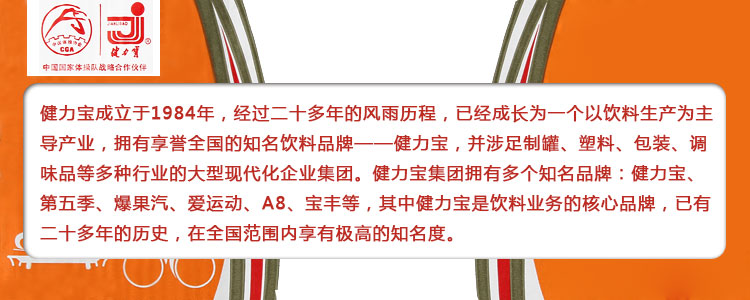 CGA
JIANLIBAO
健力宝
中国国家体操队战略合作伙伴
健力宝成立于1984年，经过二十多年的风雨历程，已经成长为一个以饮料生产为主
导产业，拥有享誉全国的知名饮料品牌——健力宝，并涉足制罐、塑料、包装、调
味品等多种行业的大型现代化企业集团。健力宝集团拥有多个知名品牌：健力宝、
第五季、爆果汽、爱运动、A8、宝丰等，其中健力宝是饮料业务的核心品牌，已有
二十多年的历史，在全国范围内享有极高的知名度。